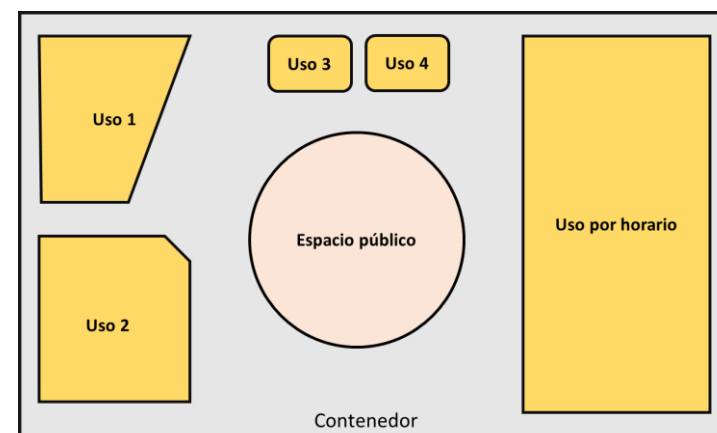 Uso 1
Uso 3
Uso 4
Espacio público
Uso por horario
Uso 2
Contenedor